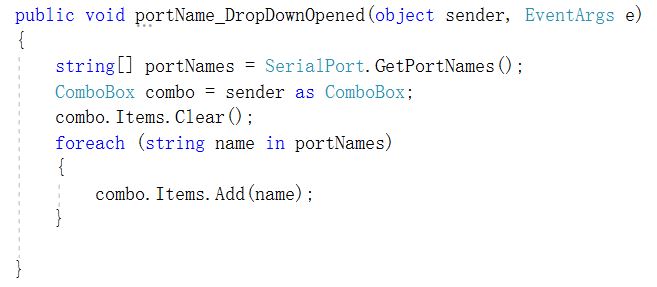 public void portName_DropDownOpened(object sender, EventArgs e)
{
string[] portNames = SerialPort.GetPortNames();
ComboBox combo = sender as ComboBox;
combo.Items.Clear();
foreach (string name in portNames)
{
combo.Items.Add(name);
}
}